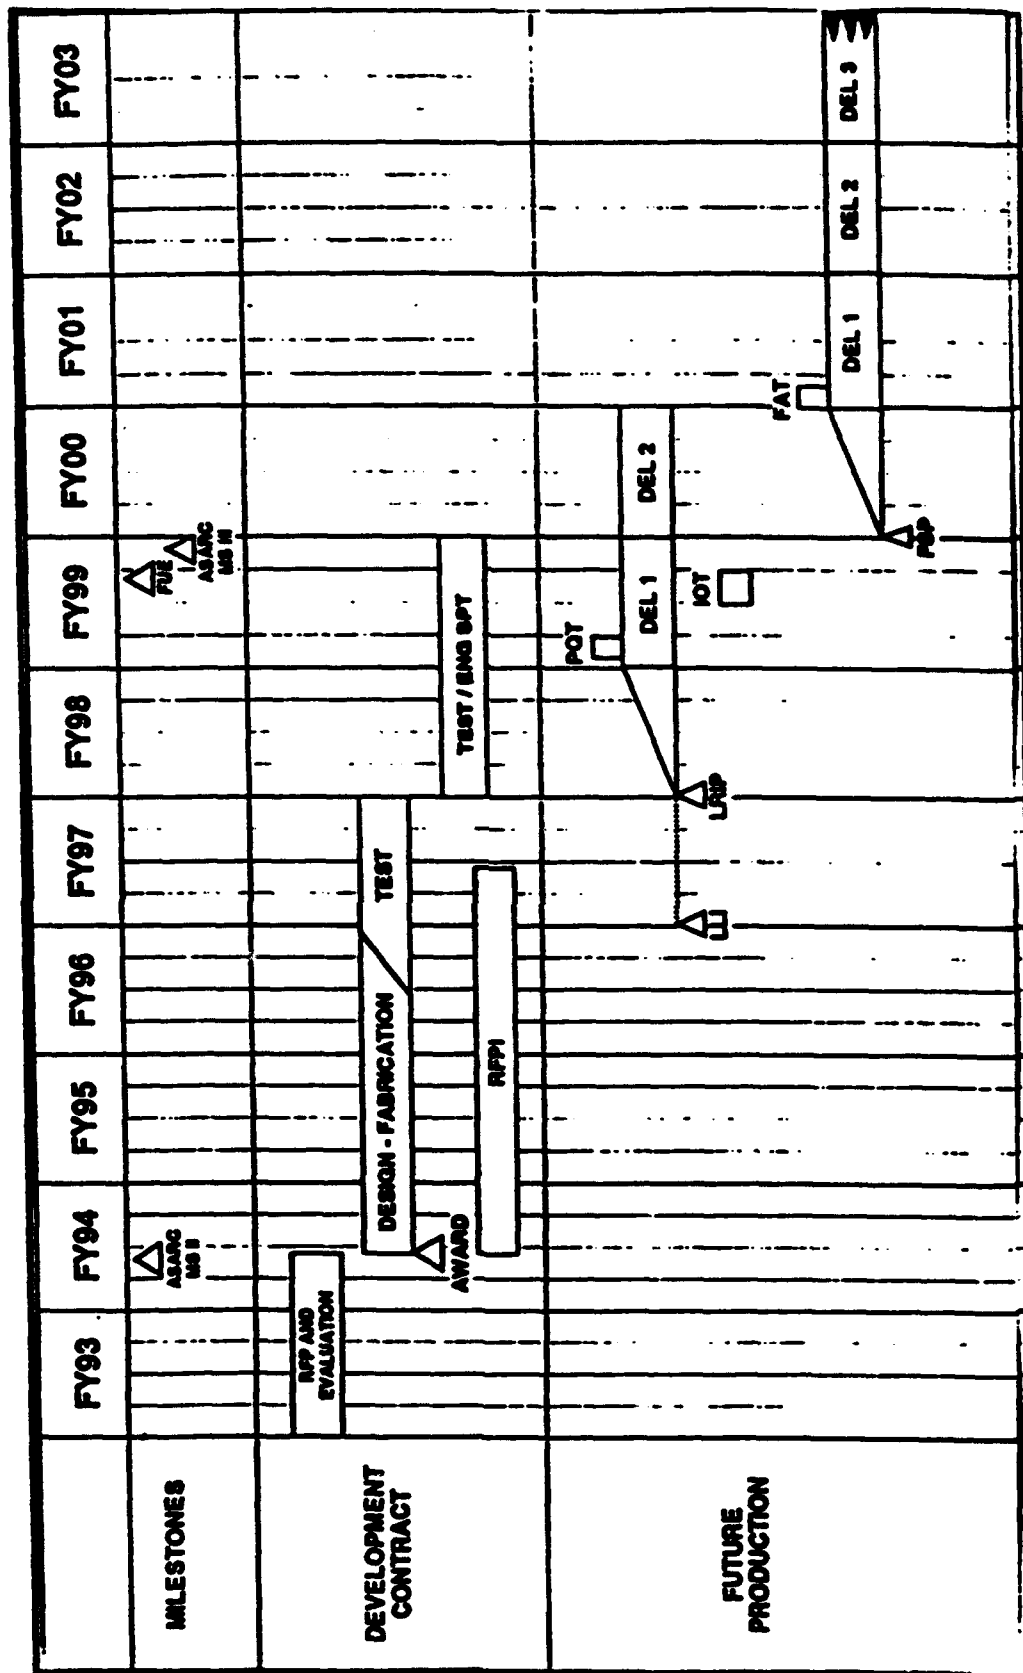 FY93 FY94 FY95 FY96 FY97 FY98 FY99 FY00 FY01 FY02 FY03
MILESTONES
ASARC
MS II
FUE
ASARC
MS III
DEVELOPMENT
CONTRACT
RFP AND
EVALUATION
DESIGN - FABRICATION
TEST
AWARD
TEST / ENG SPT
RFPI
FUTURE
PRODUCTION
PQT
DEL 1
DEL 2
LLI
LRIP
IOT
FAT
DEL 1
DEL 2
DEL 3